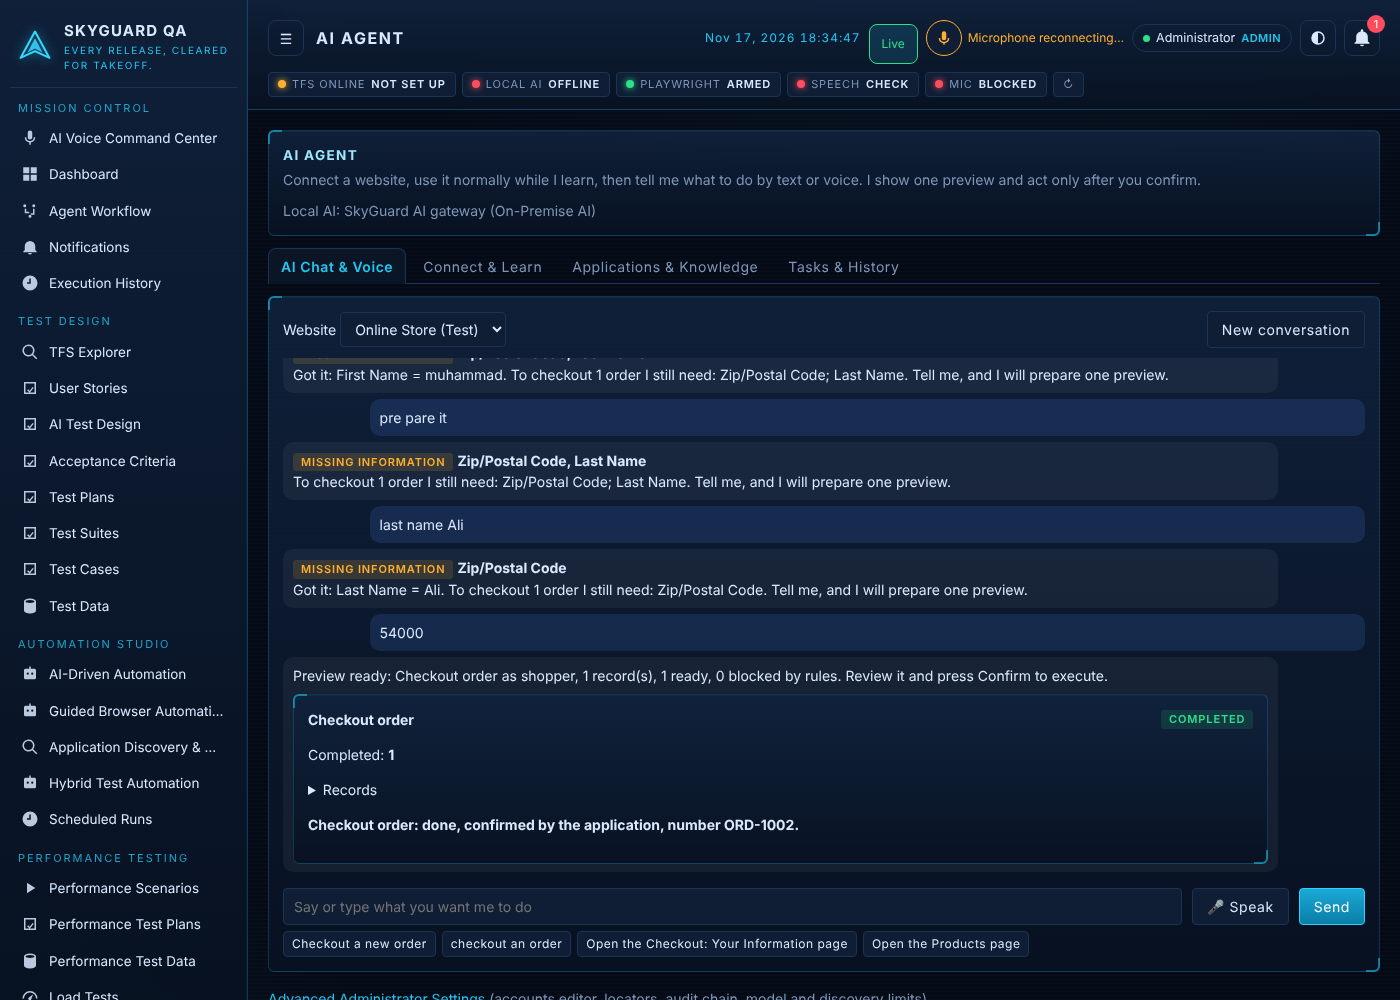 SKYGUARD QA
EVERY RELEASE, CLEARED
FOR TAKEOFF.
MISSION CONTROL
AI Voice Command Center
Dashboard
Agent Workflow
Notifications
Execution History
TEST DESIGN
TFS Explorer
User Stories
AI Test Design
Acceptance Criteria
Test Plans
Test Suites
Test Cases
Test Data
AUTOMATION STUDIO
AI-Driven Automation
Guided Browser Automati...
Application Discovery & ...
Hybrid Test Automation
Scheduled Runs
PERFORMANCE TESTING
Performance Scenarios
Performance Test Plans
Performance Test Data
Load Tests
AI AGENT
Nov 17, 2026 18:34:47
Live
Microphone reconnecting...
Administrator ADMIN
1
TFS ONLINE NOT SET UP
LOCAL AI OFFLINE
PLAYWRIGHT ARMED
SPEECH CHECK
MIC BLOCKED
AI AGENT
Connect a website, use it normally while I learn, then tell me what to do by text or voice. I show one preview and act only after you confirm.
Local AI: SkyGuard AI gateway (On-Premise AI)
AI Chat & Voice
Connect & Learn
Applications & Knowledge
Tasks & History
Website Online Store (Test)
New conversation
Got it: First Name = muhammad. To checkout 1 order I still need: Zip/Postal Code; Last Name. Tell me, and I will prepare one preview.
pre pare it
MISSING INFORMATION Zip/Postal Code, Last Name
To checkout 1 order I still need: Zip/Postal Code; Last Name. Tell me, and I will prepare one preview.
last name Ali
MISSING INFORMATION Zip/Postal Code
Got it: Last Name = Ali. To checkout 1 order I still need: Zip/Postal Code. Tell me, and I will prepare one preview.
54000
Preview ready: Checkout order as shopper, 1 record(s), 1 ready, 0 blocked by rules. Review it and press Confirm to execute.
Checkout order
COMPLETED
Completed: 1
Records
Checkout order: done, confirmed by the application, number ORD-1002.
Say or type what you want me to do
Speak
Send
Checkout a new order
checkout an order
Open the Checkout: Your Information page
Open the Products page
Advanced Administrator Settings (accounts editor, locators, audit chain, model and discovery limits)